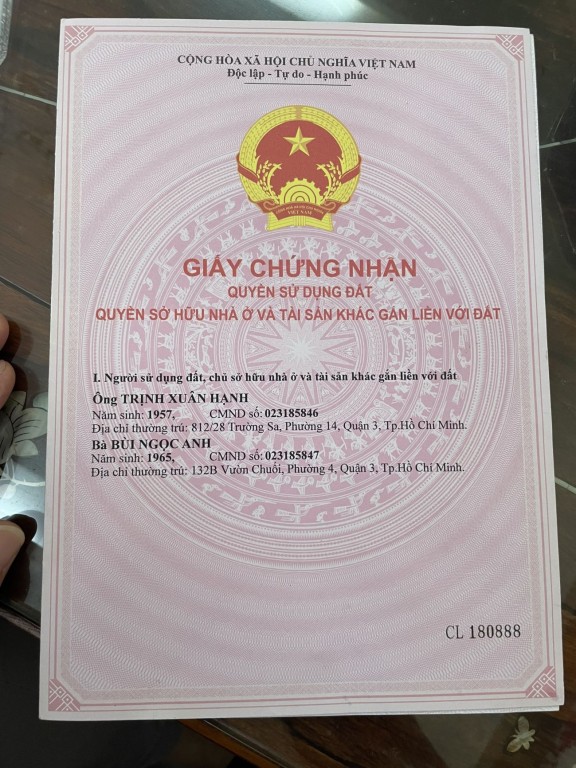 CỘNG HÒA XÃ HỘI CHỦ NGHĨA VIỆT NAM
Độc lập - Tự do - Hạnh phúc
VIỆT NAM
GIẤY CHỨNG NHẬN
QUYỀN SỬ DỤNG ĐẤT
QUYỀN SỞ HỮU NHÀ Ở VÀ TÀI SẢN KHÁC GẮN LIỀN VỚI ĐẤT
I. Người sử dụng đất, chủ sở hữu nhà ở và tài sản khác gắn liền với đất
Ông TRỊNH XUÂN HẠNH
Năm sinh: 1957, CMND số: 023185846
Địa chỉ thường trú: 812/28 Trường Sa, Phường 14, Quận 3, Tp.Hồ Chí Minh.
Bà BÙI NGỌC ANH
Năm sinh: 1965, CMND số: 023185847
Địa chỉ thường trú: 132B Vườn Chuối, Phường 4, Quận 3, Tp.Hồ Chí Minh.
CL 180888